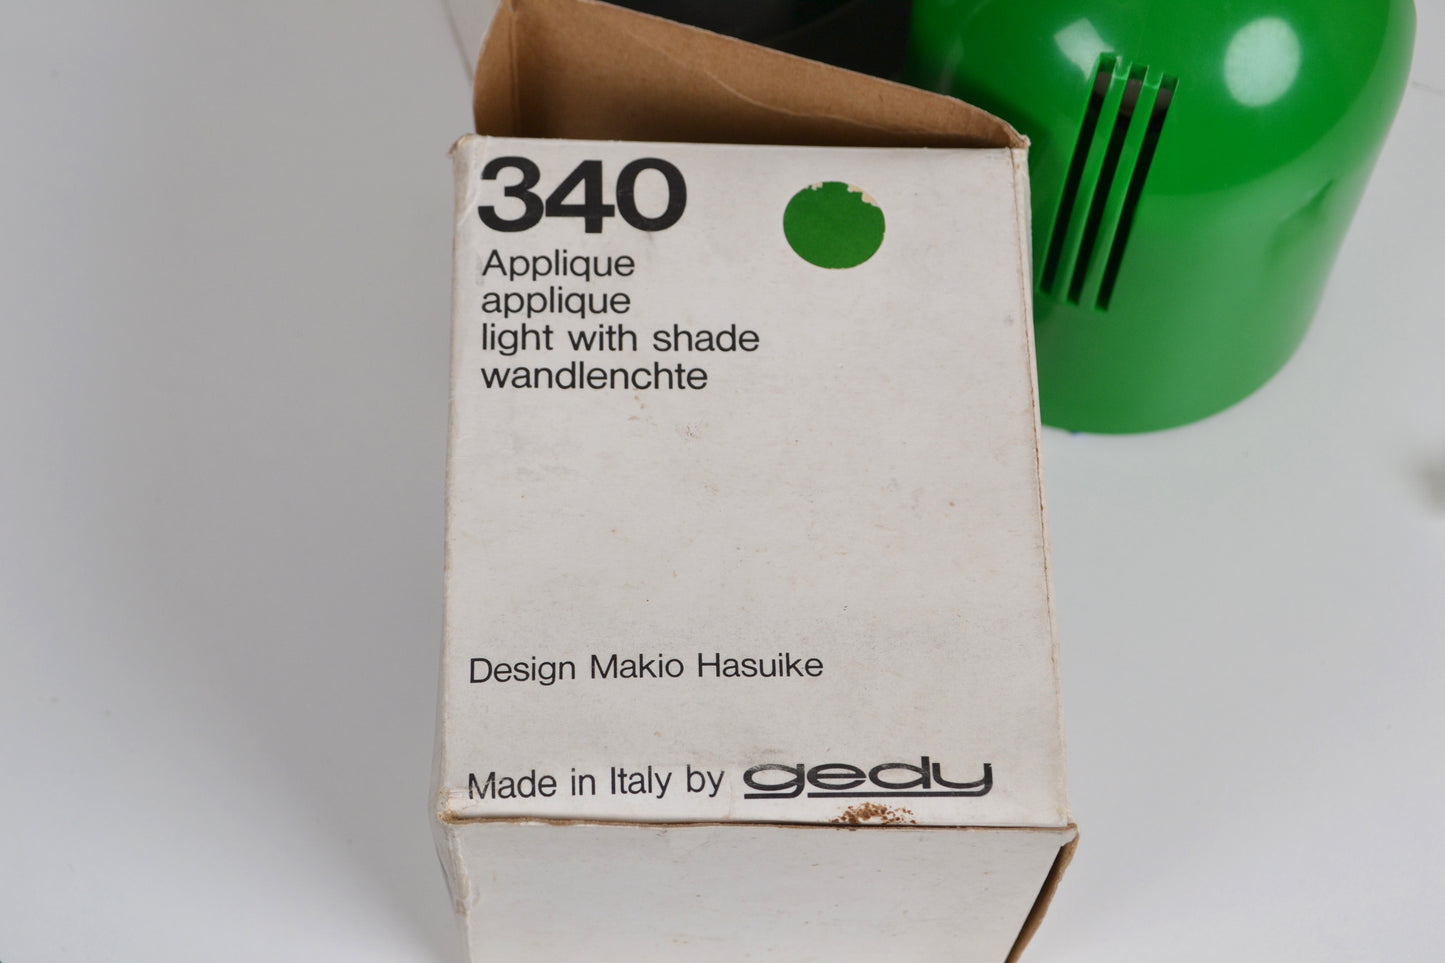 340
Applique
applique
light with shade
wandlenchte
Design Makio Hasuike
Made in Italy by gedy